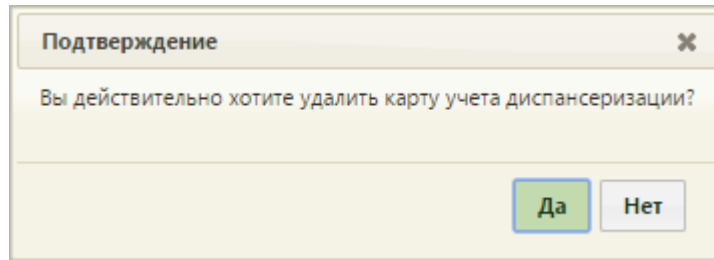 Подтверждение
Вы действительно хотите удалить карту учета диспансеризации?
Да Нет